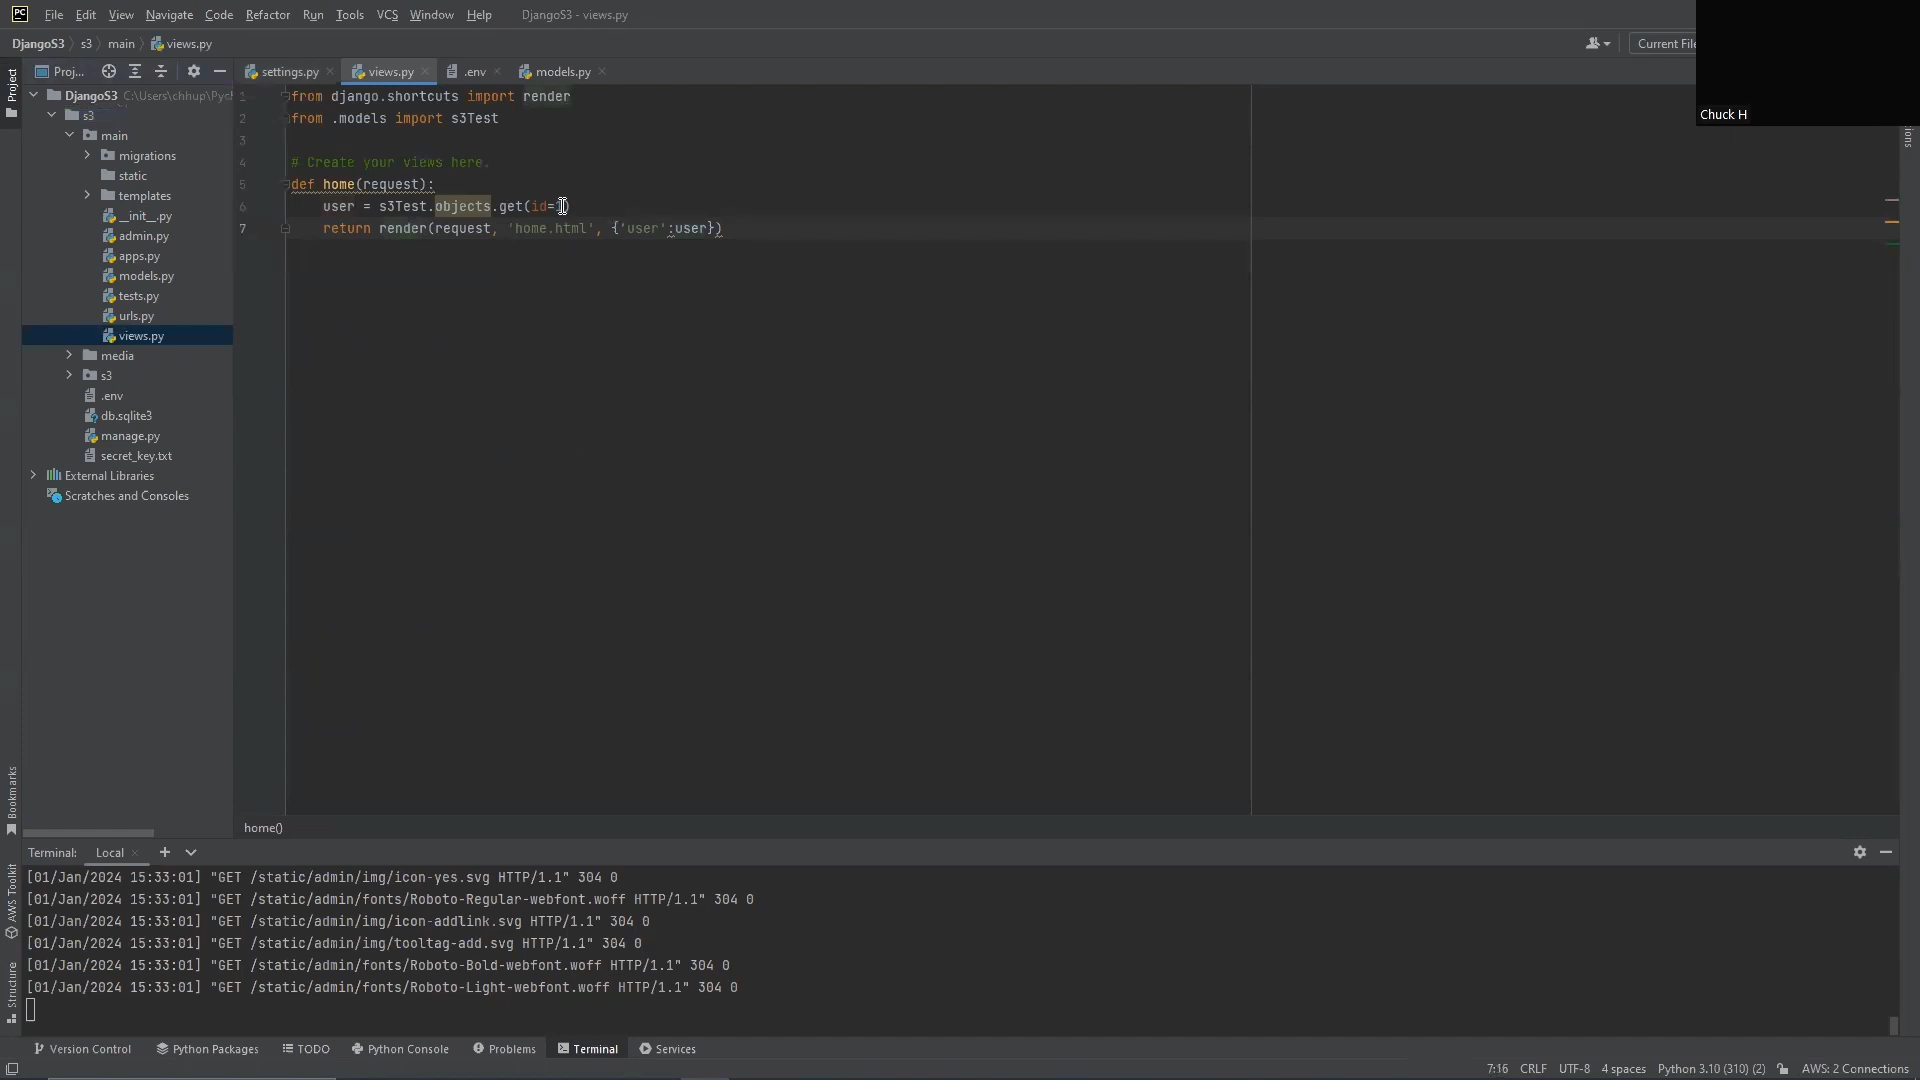 File Edit View Navigate Code Refactor Run Tools VCS Window Help DjangoS3 - views.py
DjangoS3 s3 main views.py
Current File
Chuck H
Project
Proj...
settings.py views.py .env models.py
DjangoS3 C:\Users\chhup\Pych
s3
main
migrations
static
templates
__init__.py
admin.py
apps.py
models.py
tests.py
urls.py
views.py
media
s3
.env
db.sqlite3
manage.py
secret_key.txt
External Libraries
Scratches and Consoles
1 from django.shortcuts import render
2 from .models import s3Test
3
4 # Create your views here.
5 def home(request):
6 user = s3Test.objects.get(id=1)
7 return render(request, 'home.html', {'user':user})
home()
Bookmarks
AWS Toolkit
Structure
Terminal: Local
[01/Jan/2024 15:33:01] "GET /static/admin/img/icon-yes.svg HTTP/1.1" 304 0
[01/Jan/2024 15:33:01] "GET /static/admin/fonts/Roboto-Regular-webfont.woff HTTP/1.1" 304 0
[01/Jan/2024 15:33:01] "GET /static/admin/img/icon-addlink.svg HTTP/1.1" 304 0
[01/Jan/2024 15:33:01] "GET /static/admin/img/tooltag-add.svg HTTP/1.1" 304 0
[01/Jan/2024 15:33:01] "GET /static/admin/fonts/Roboto-Bold-webfont.woff HTTP/1.1" 304 0
[01/Jan/2024 15:33:01] "GET /static/admin/fonts/Roboto-Light-webfont.woff HTTP/1.1" 304 0
Version Control Python Packages TODO Python Console Problems Terminal Services
7:16 CRLF UTF-8 4 spaces Python 3.10 (310) (2) AWS: 2 Connections